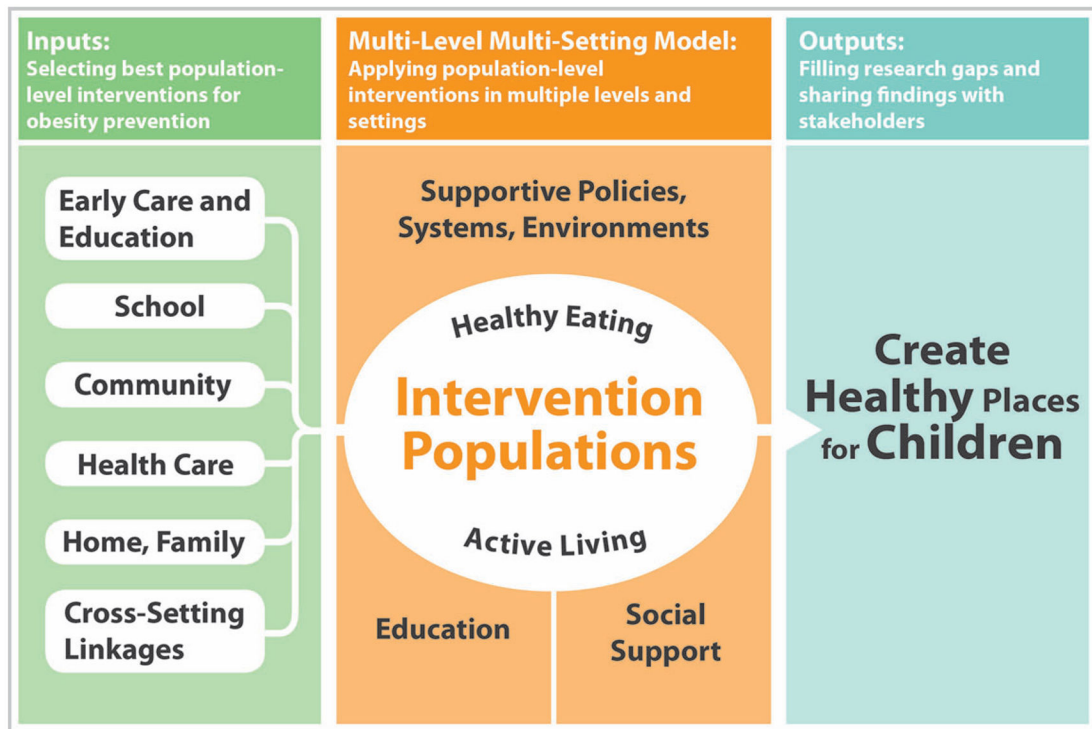 Inputs:
Selecting best population-
level interventions for
obesity prevention
Early Care and
Education
School
Community
Health Care
Home, Family
Cross-Setting
Linkages
Multi-Level Multi-Setting Model:
Applying population-level
interventions in multiple levels and
settings
Supportive Policies,
Systems, Environments
Healthy Eating
Intervention
Populations
Active Living
Education
Social
Support
Outputs:
Filling research gaps and
sharing findings with
stakeholders
Create
Healthy Places
for Children